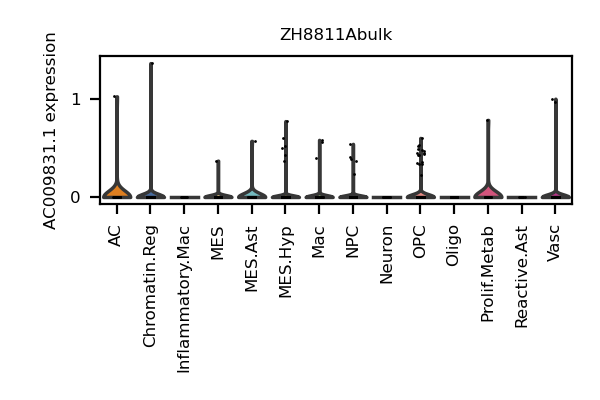 ZH8811Abulk
AC009831.1 expression
1
0
AC
Chromatin.Reg
Inflammatory.Mac
MES
MES.Ast
MES.Hyp
Mac
NPC
Neuron
OPC
Oligo
Prolif.Metab
Reactive.Ast
Vasc